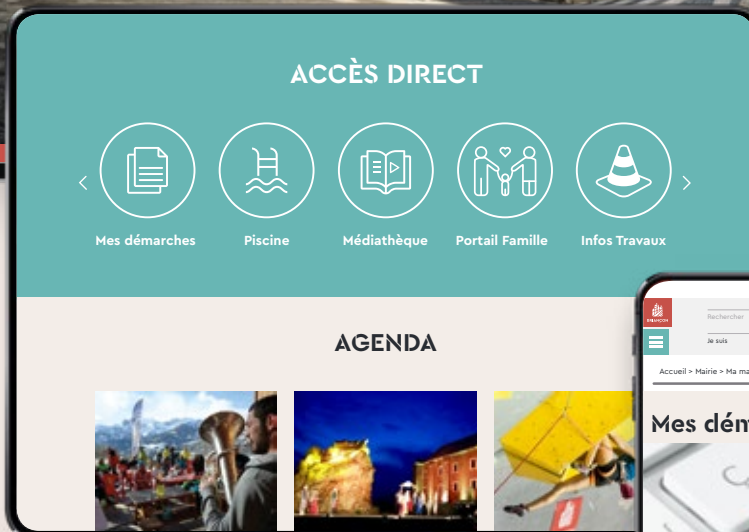 ACCÈS DIRECT
Mes démarches
Piscine
Médiathèque
Portail Famille
Infos Travaux
AGENDA
BRIANÇON
Rechercher
Je suis
Accueil > Mairie > Ma ma
Mes dém